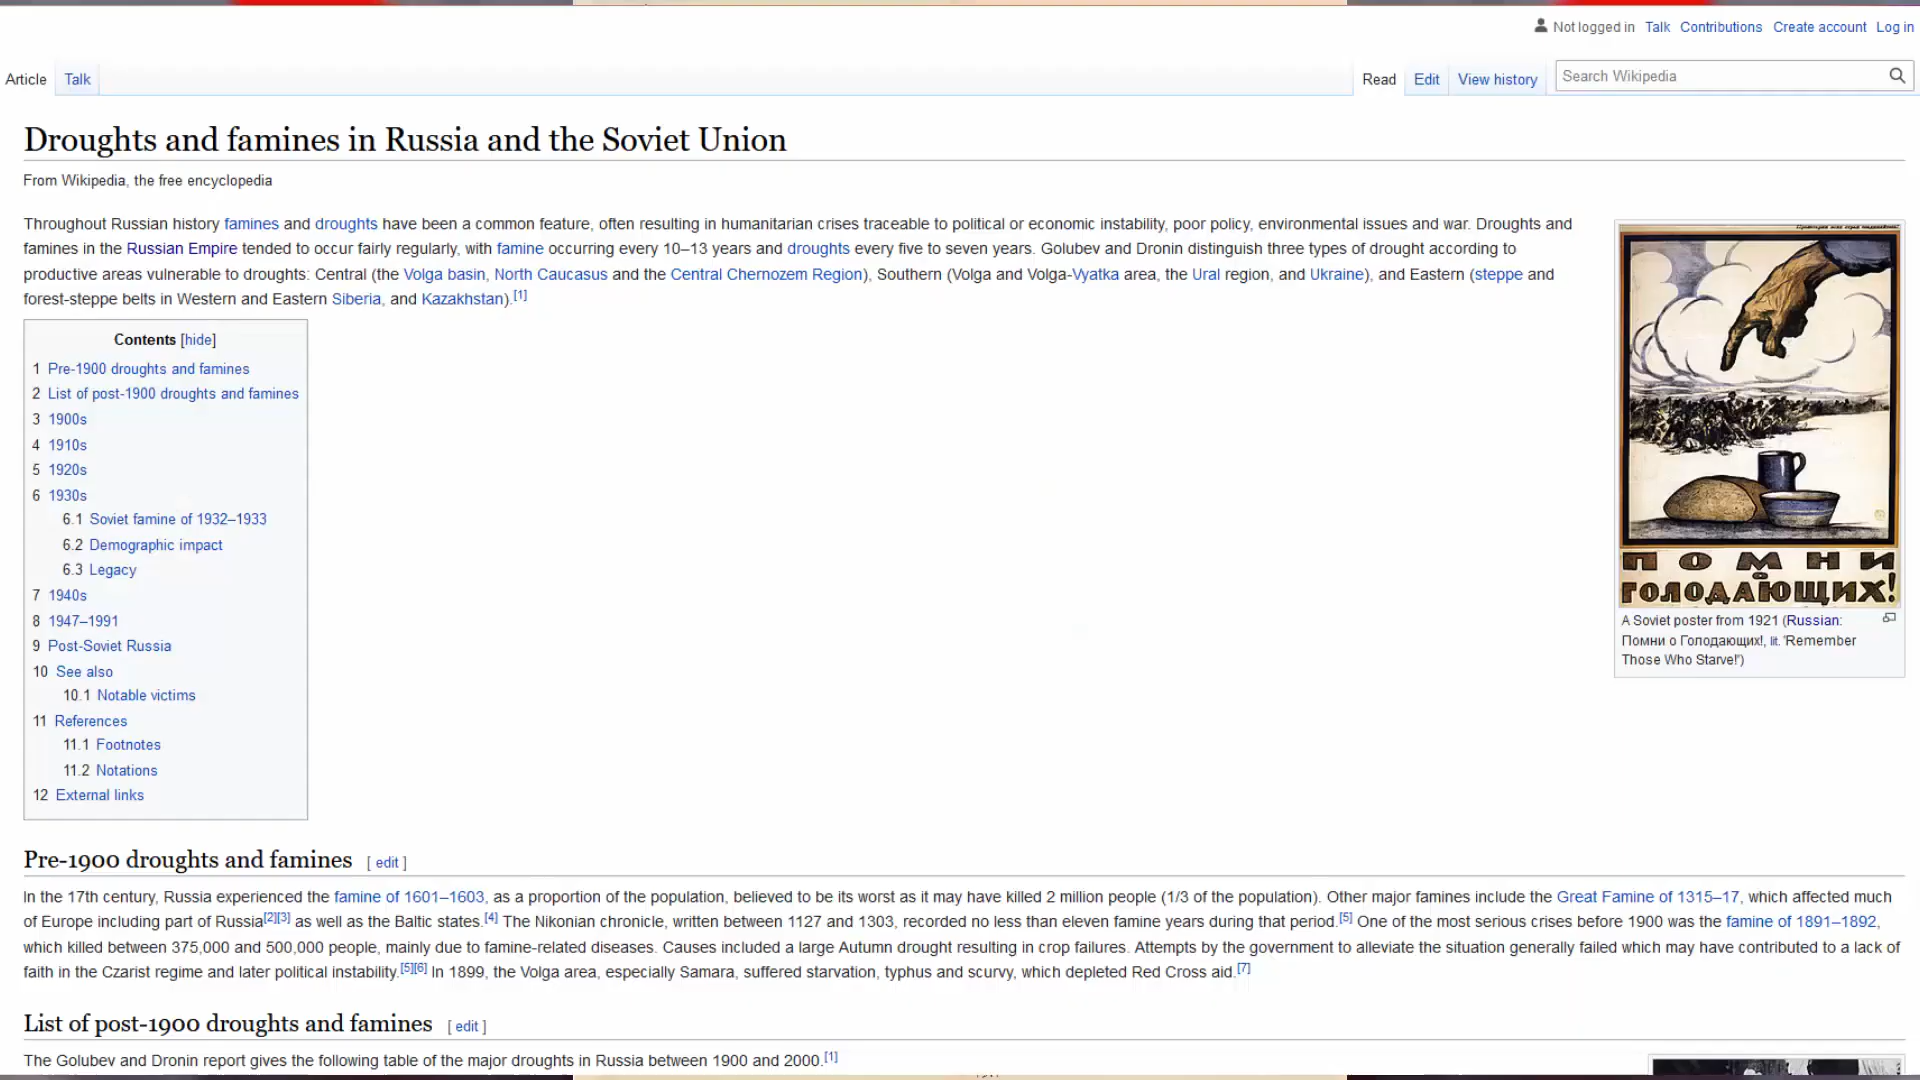 Not logged in Talk Contributions Create account Log in
Article Talk Read Edit View history Search Wikipedia
Droughts and famines in Russia and the Soviet Union
From Wikipedia, the free encyclopedia
Throughout Russian history famines and droughts have been a common feature, often resulting in humanitarian crises traceable to political or economic instability, poor policy, environmental issues and war. Droughts and
famines in the Russian Empire tended to occur fairly regularly, with famine occurring every 10–13 years and droughts every five to seven years. Golubev and Dronin distinguish three types of drought according to
productive areas vulnerable to droughts: Central (the Volga basin, North Caucasus and the Central Chernozem Region), Southern (Volga and Volga-Vyatka area, the Ural region, and Ukraine), and Eastern (steppe and
forest-steppe belts in Western and Eastern Siberia, and Kazakhstan).[1]
Contents [hide]
1 Pre-1900 droughts and famines
2 List of post-1900 droughts and famines
3 1900s
4 1910s
5 1920s
6 1930s
6.1 Soviet famine of 1932–1933
6.2 Demographic impact
6.3 Legacy
7 1940s
8 1947–1991
9 Post-Soviet Russia
10 See also
10.1 Notable victims
11 References
11.1 Footnotes
11.2 Notations
12 External links
ПОМНИ
О
ГОЛОДАЮЩИХ!
A Soviet poster from 1921 (Russian:
Помни о Голодающих!, lit. 'Remember
Those Who Starve!')
Pre-1900 droughts and famines [ edit ]
In the 17th century, Russia experienced the famine of 1601–1603, as a proportion of the population, believed to be its worst as it may have killed 2 million people (1/3 of the population). Other major famines include the Great Famine of 1315–17, which affected much
of Europe including part of Russia[2][3] as well as the Baltic states.[4] The Nikonian chronicle, written between 1127 and 1303, recorded no less than eleven famine years during that period.[5] One of the most serious crises before 1900 was the famine of 1891–1892,
which killed between 375,000 and 500,000 people, mainly due to famine-related diseases. Causes included a large Autumn drought resulting in crop failures. Attempts by the government to alleviate the situation generally failed which may have contributed to a lack of
faith in the Czarist regime and later political instability.[5][6] In 1899, the Volga area, especially Samara, suffered starvation, typhus and scurvy, which depleted Red Cross aid.[7]
List of post-1900 droughts and famines [ edit ]
The Golubev and Dronin report gives the following table of the major droughts in Russia between 1900 and 2000.[1]